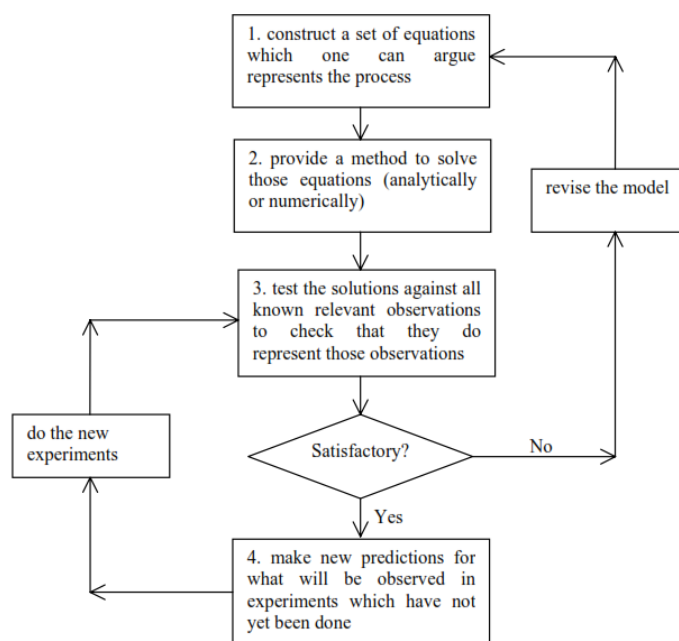 1. construct a set of equations
which one can argue
represents the process
2. provide a method to solve
those equations (analytically
or numerically)
revise the model
3. test the solutions against all
known relevant observations
to check that they do
represent those observations
do the new
experiments
Satisfactory?
No
Yes
4. make new predictions for
what will be observed in
experiments which have not
yet been done